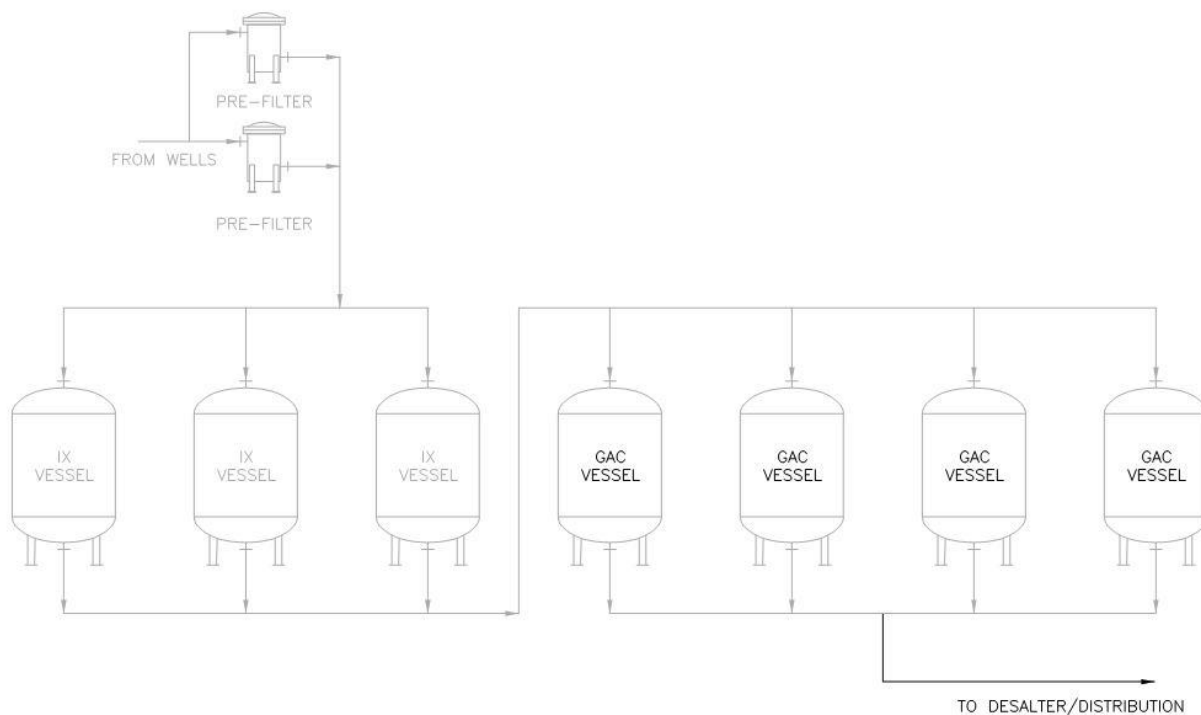 PRE-FILTER
FROM WELLS
PRE-FILTER
IX
VESSEL
IX
VESSEL
IX
VESSEL
GAC
VESSEL
GAC
VESSEL
GAC
VESSEL
GAC
VESSEL
TO DESALTER/DISTRIBUTION